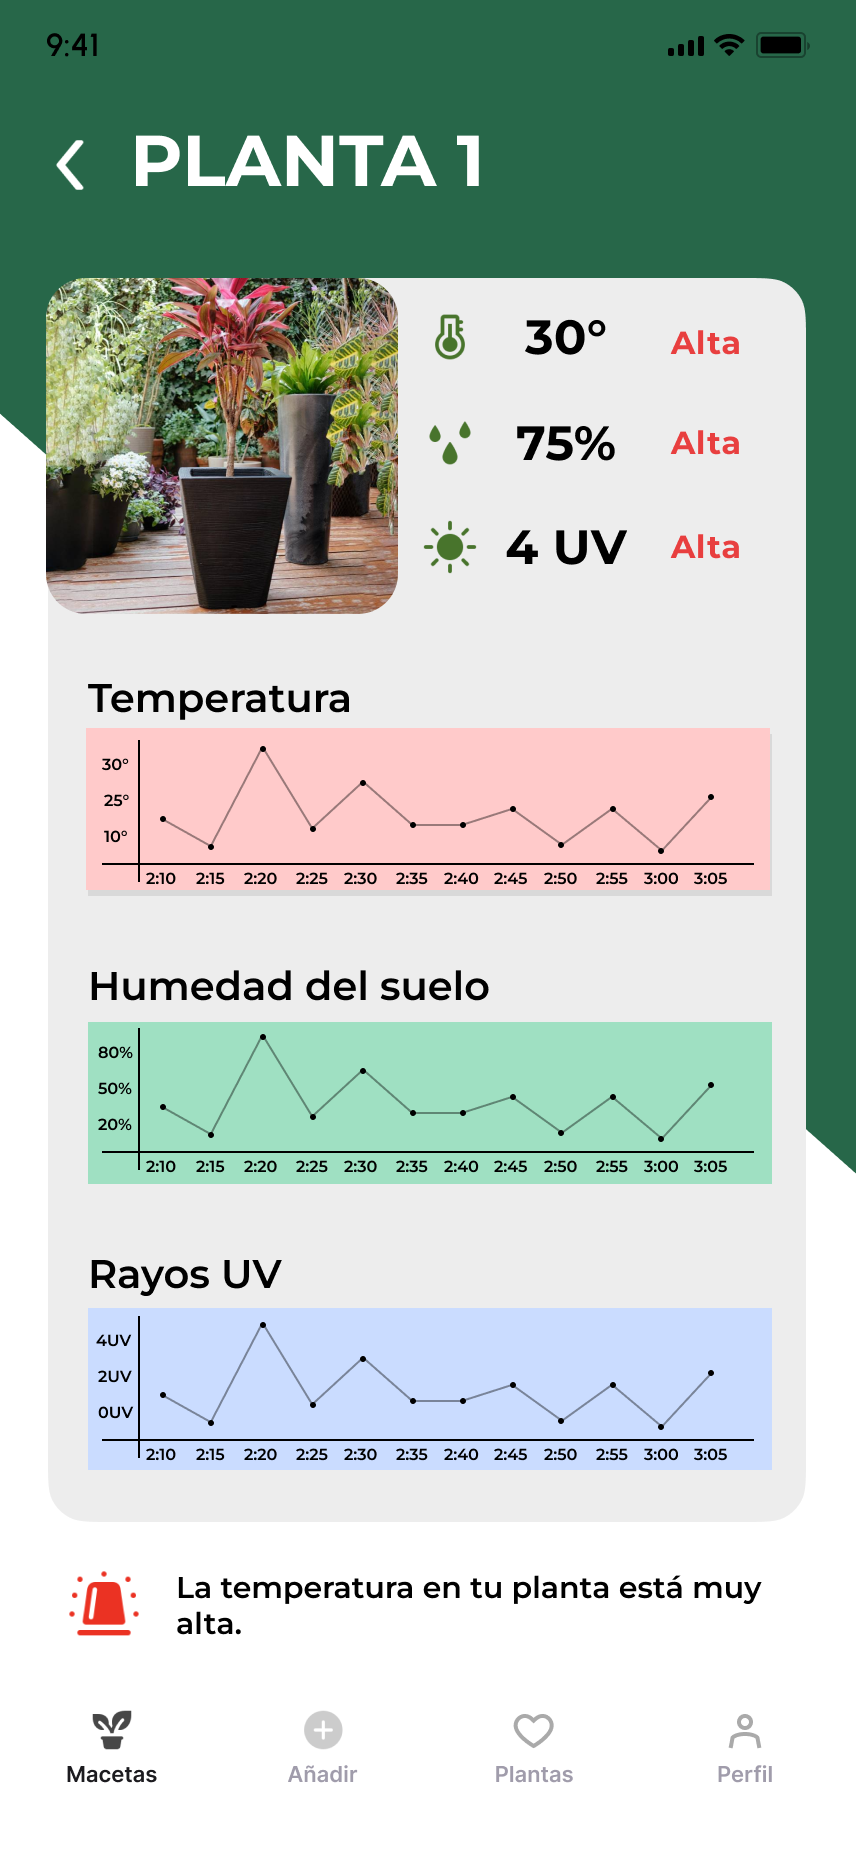 9:41
PLANTA 1
30° Alta
75% Alta
4 UV Alta
Temperatura
30°
25°
10°
2:10 2:15 2:20 2:25 2:30 2:35 2:40 2:45 2:50 2:55 3:00 3:05
Humedad del suelo
80%
50%
20%
2:10 2:15 2:20 2:25 2:30 2:35 2:40 2:45 2:50 2:55 3:00 3:05
Rayos UV
4UV
2UV
0UV
2:10 2:15 2:20 2:25 2:30 2:35 2:40 2:45 2:50 2:55 3:00 3:05
La temperatura en tu planta está muy
alta.
Macetas Añadir Plantas Perfil